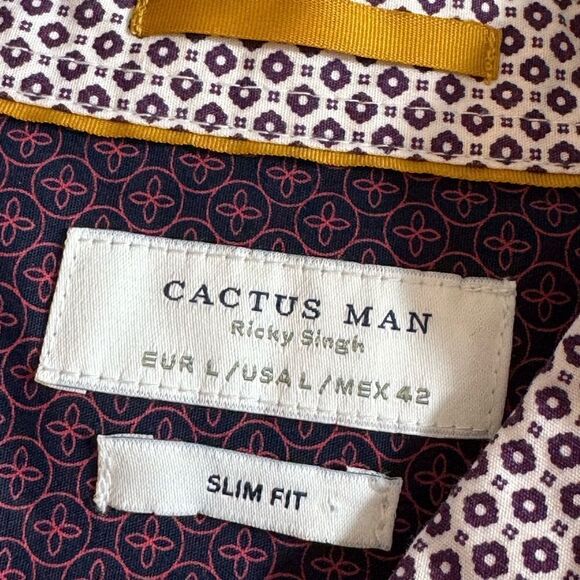 CACTUS MAN
Ricky Singh
EUR L / USA L / MEX 42
SLIM FIT